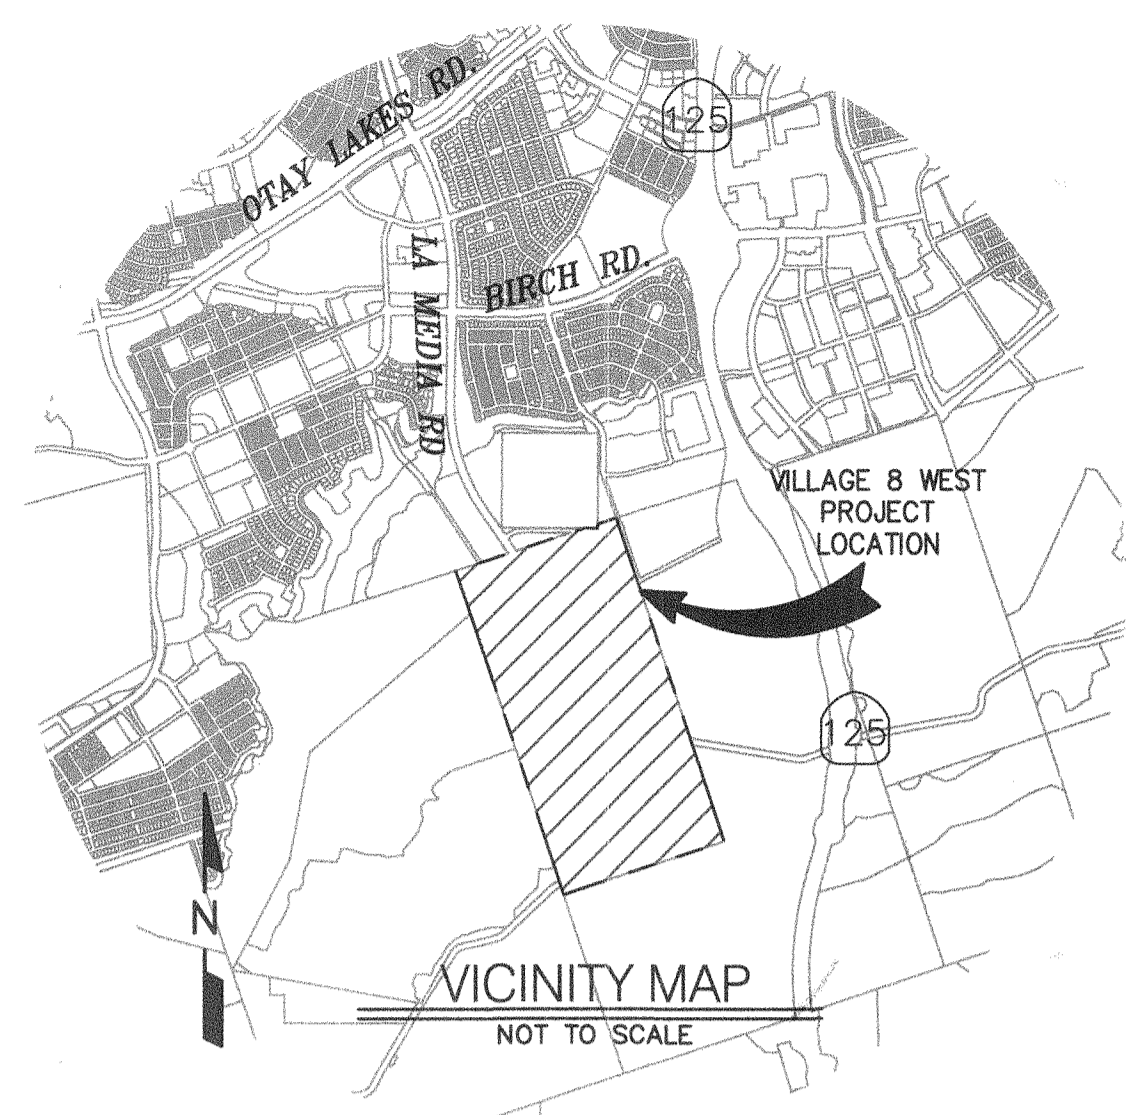 OTAY LAKES RD.
125
LA MEDIA RD
BIRCH RD.
VILLAGE 8 WEST
PROJECT
LOCATION
125
N
VICINITY MAP
NOT TO SCALE